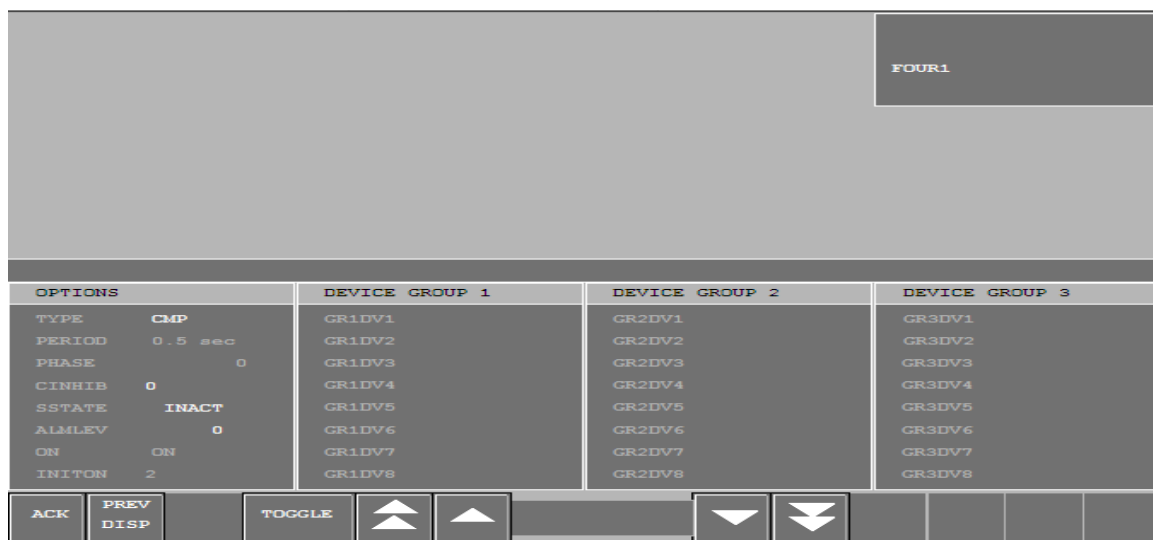 FOUR1
OPTIONS
TYPE CMP
PERIOD 0.5 sec
PHASE 0
CINHIB 0
SSTATE INACT
ALMLEV 0
ON ON
INITON 2
DEVICE GROUP 1
GR1DV1
GR1DV2
GR1DV3
GR1DV4
GR1DV5
GR1DV6
GR1DV7
GR1DV8
DEVICE GROUP 2
GR2DV1
GR2DV2
GR2DV3
GR2DV4
GR2DV5
GR2DV6
GR2DV7
GR2DV8
DEVICE GROUP 3
GR3DV1
GR3DV2
GR3DV3
GR3DV4
GR3DV5
GR3DV6
GR3DV7
GR3DV8
ACK
PREV
DISP
TOGGLE